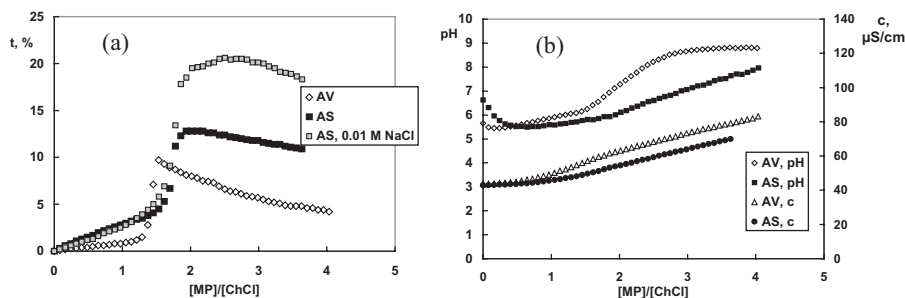 (a)
t, %
25
20
15
10
5
0
0 1 2 3 4 5
[MP]/[ChCl]
AV
AS
AS, 0.01 M NaCl
(b)
pH
10
9
8
7
6
5
4
3
2
1
0
0 1 2 3 4 5
[MP]/[ChCl]
c,
µS/cm
140
120
100
80
60
40
20
0
AV, pH
AS, pH
AV, c
AS, c